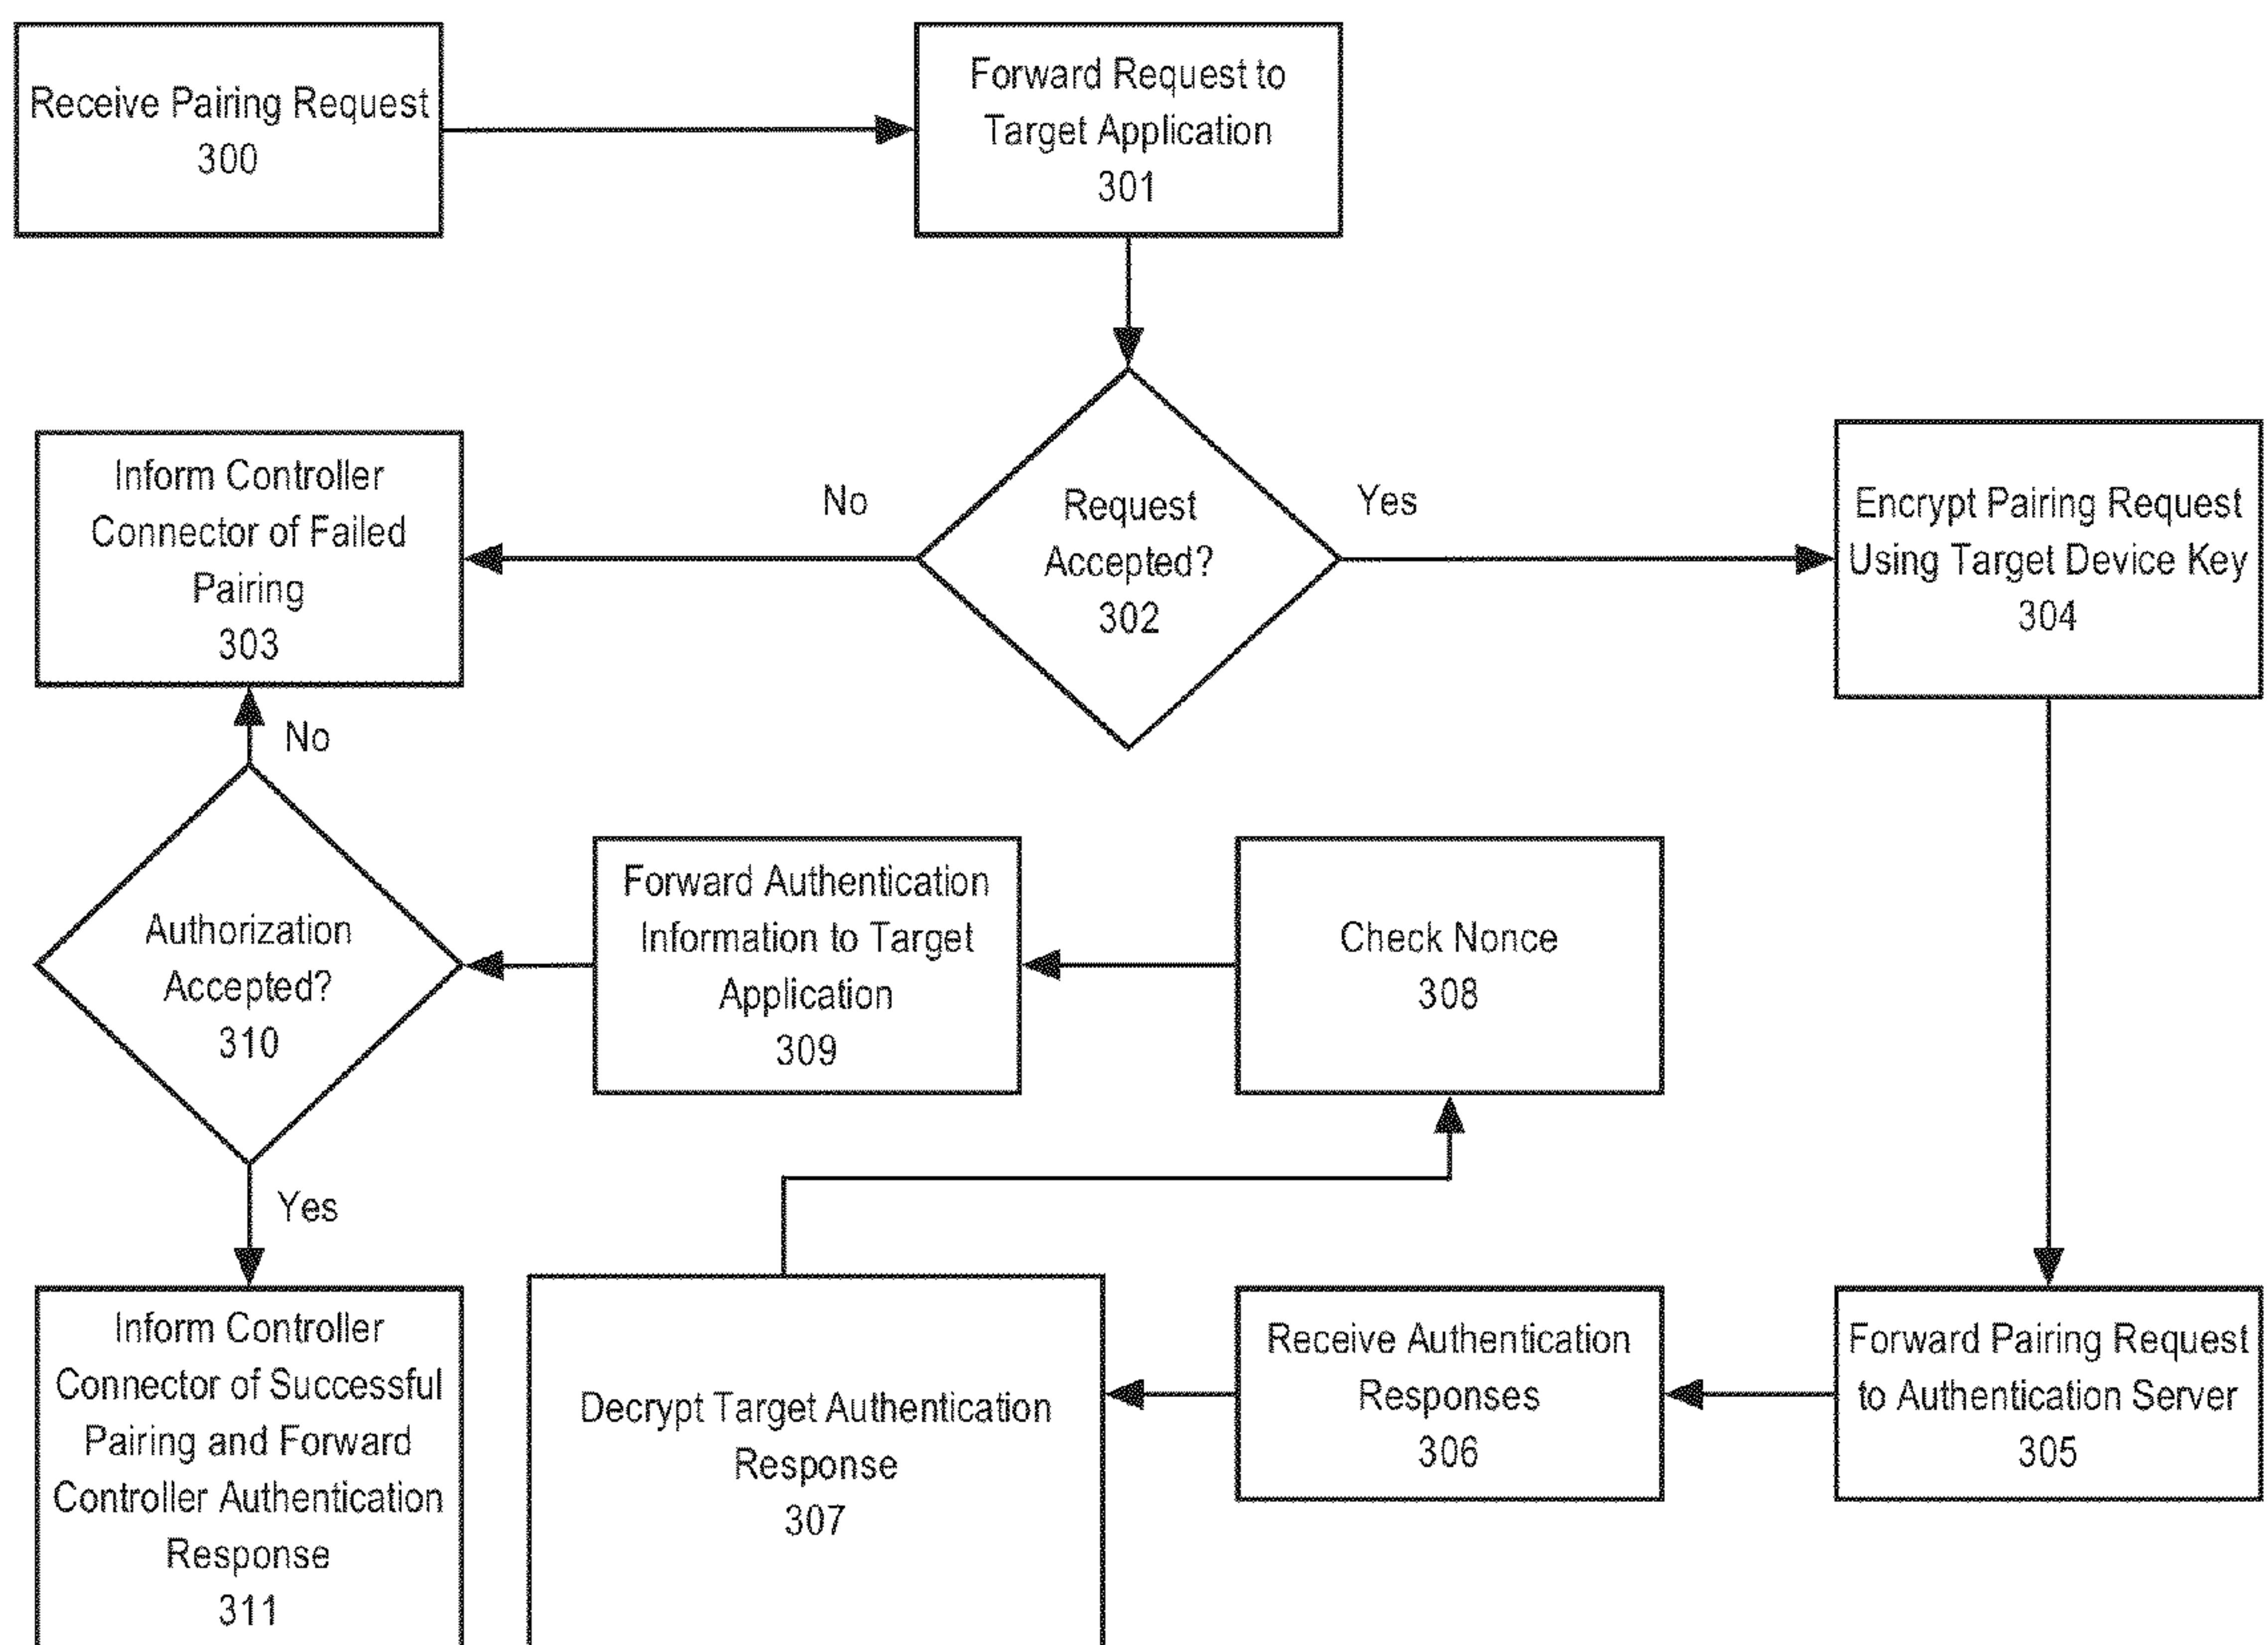 Receive Pairing Request
300
Forward Request to
Target Application
301
Request
Accepted?
302
No
Yes
Inform Controller
Connector of Failed
Pairing
303
Encrypt Pairing Request
Using Target Device Key
304
Forward Pairing Request
to Authentication Server
305
Receive Authentication
Responses
306
Decrypt Target Authentication
Response
307
Check Nonce
308
Forward Authentication
Information to Target
Application
309
Authorization
Accepted?
310
No
Yes
Inform Controller
Connector of Successful
Pairing and Forward
Controller Authentication
Response
311